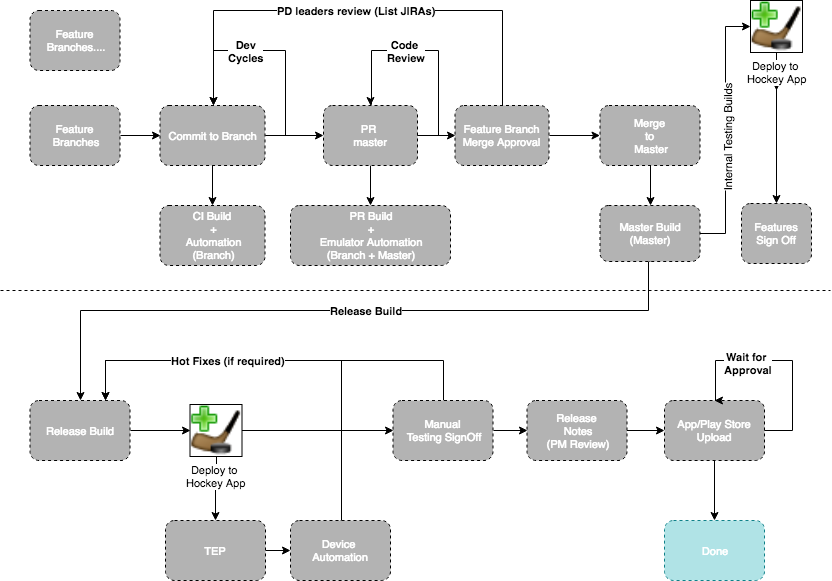 PD leaders review (List JIRAs)
Feature
Branches....
Dev
Cycles
Code
Review
Deploy to
Hockey App
Internal Testing Builds
Feature
Branches
Commit to Branch
PR
master
Feature Branch
Merge Approval
Merge
to
Master
CI Build
+
Automation
(Branch)
PR Build
+
Emulator Automation
(Branch + Master)
Master Build
(Master)
Features
Sign Off
Release Build
Hot Fixes (if required)
Wait for
Approval
Release Build
Deploy to
Hockey App
Manual
Testing SignOff
Release
Notes
(PM Review)
App/Play Store
Upload
TEP
Device
Automation
Done